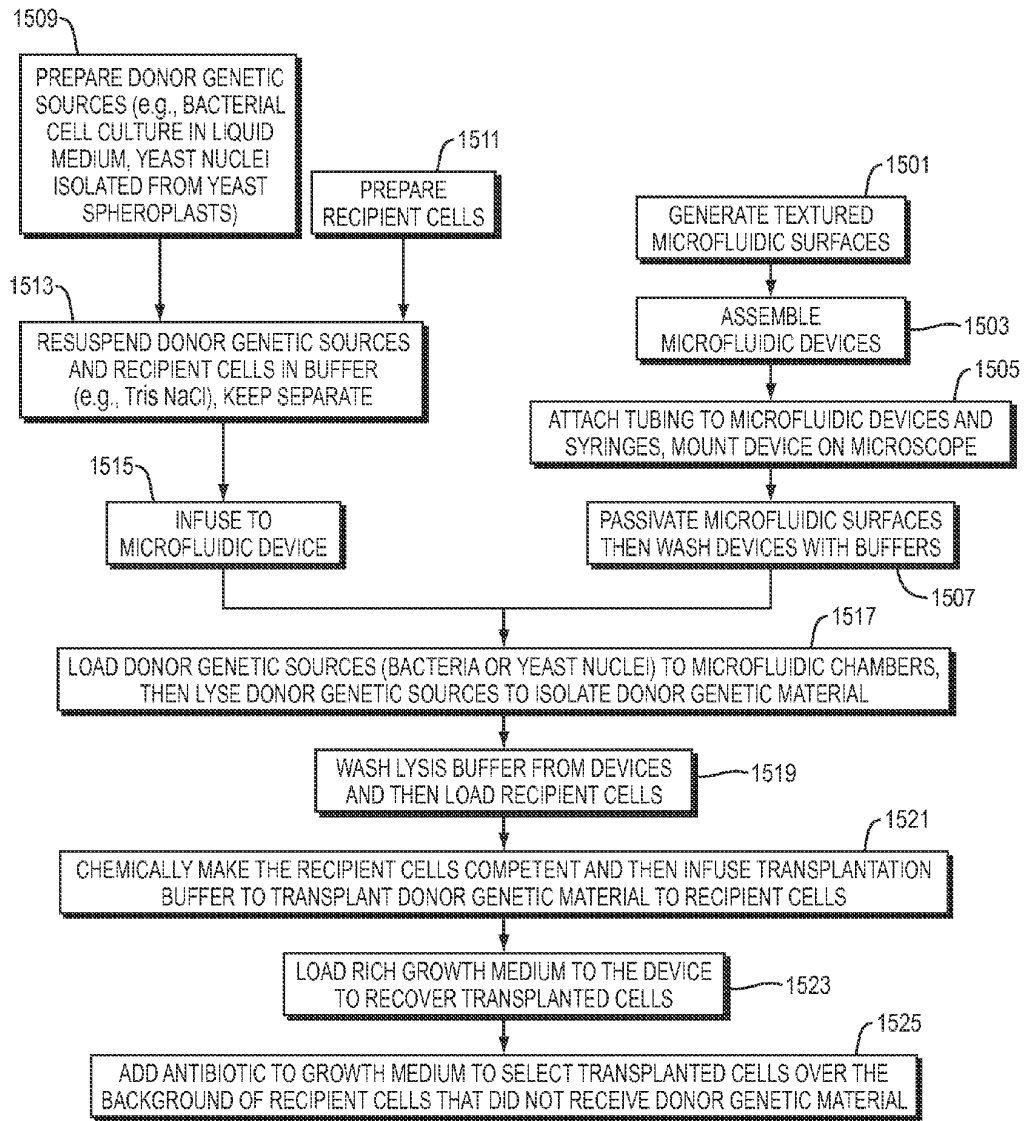 1509
PREPARE DONOR GENETIC
SOURCES (e.g., BACTERIAL
CELL CULTURE IN LIQUID
MEDIUM, YEAST NUCLEI
ISOLATED FROM YEAST
SPHEROPLASTS)
1511
PREPARE
RECIPIENT CELLS
1513
RESUSPEND DONOR GENETIC SOURCES
AND RECIPIENT CELLS IN BUFFER
(e.g., Tris NaCl), KEEP SEPARATE
1515
INFUSE TO
MICROFLUIDIC DEVICE
1501
GENERATE TEXTURED
MICROFLUIDIC SURFACES
ASSEMBLE
MICROFLUIDIC DEVICES
1503
1505
ATTACH TUBING TO MICROFLUIDIC DEVICES AND
SYRINGES, MOUNT DEVICE ON MICROSCOPE
PASSIVATE MICROFLUIDIC SURFACES
THEN WASH DEVICES WITH BUFFERS
1507
1517
LOAD DONOR GENETIC SOURCES (BACTERIA OR YEAST NUCLEI) TO MICROFLUIDIC CHAMBERS,
THEN LYSE DONOR GENETIC SOURCES TO ISOLATE DONOR GENETIC MATERIAL
WASH LYSIS BUFFER FROM DEVICES
AND THEN LOAD RECIPIENT CELLS
1519
1521
CHEMICALLY MAKE THE RECIPIENT CELLS COMPETENT AND THEN INFUSE TRANSPLANTATION
BUFFER TO TRANSPLANT DONOR GENETIC MATERIAL TO RECIPIENT CELLS
LOAD RICH GROWTH MEDIUM TO THE DEVICE
TO RECOVER TRANSPLANTED CELLS
1523
1525
ADD ANTIBIOTIC TO GROWTH MEDIUM TO SELECT TRANSPLANTED CELLS OVER THE
BACKGROUND OF RECIPIENT CELLS THAT DID NOT RECEIVE DONOR GENETIC MATERIAL